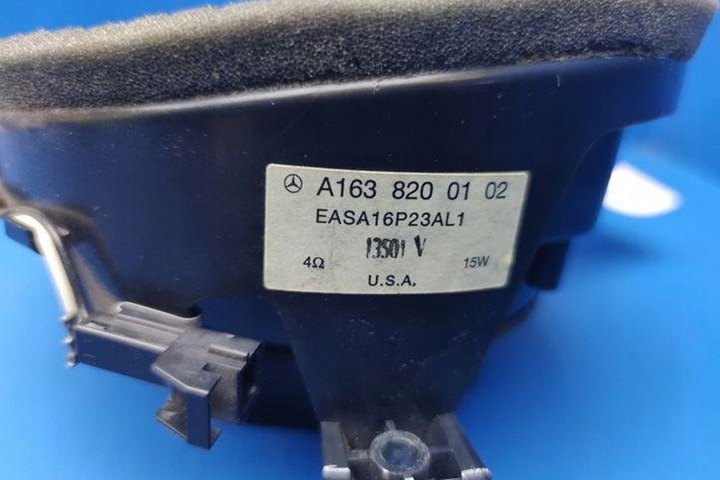 A163 820 01 02
EASA16P23AL1
13501 V
4Ω 15W
U.S.A.